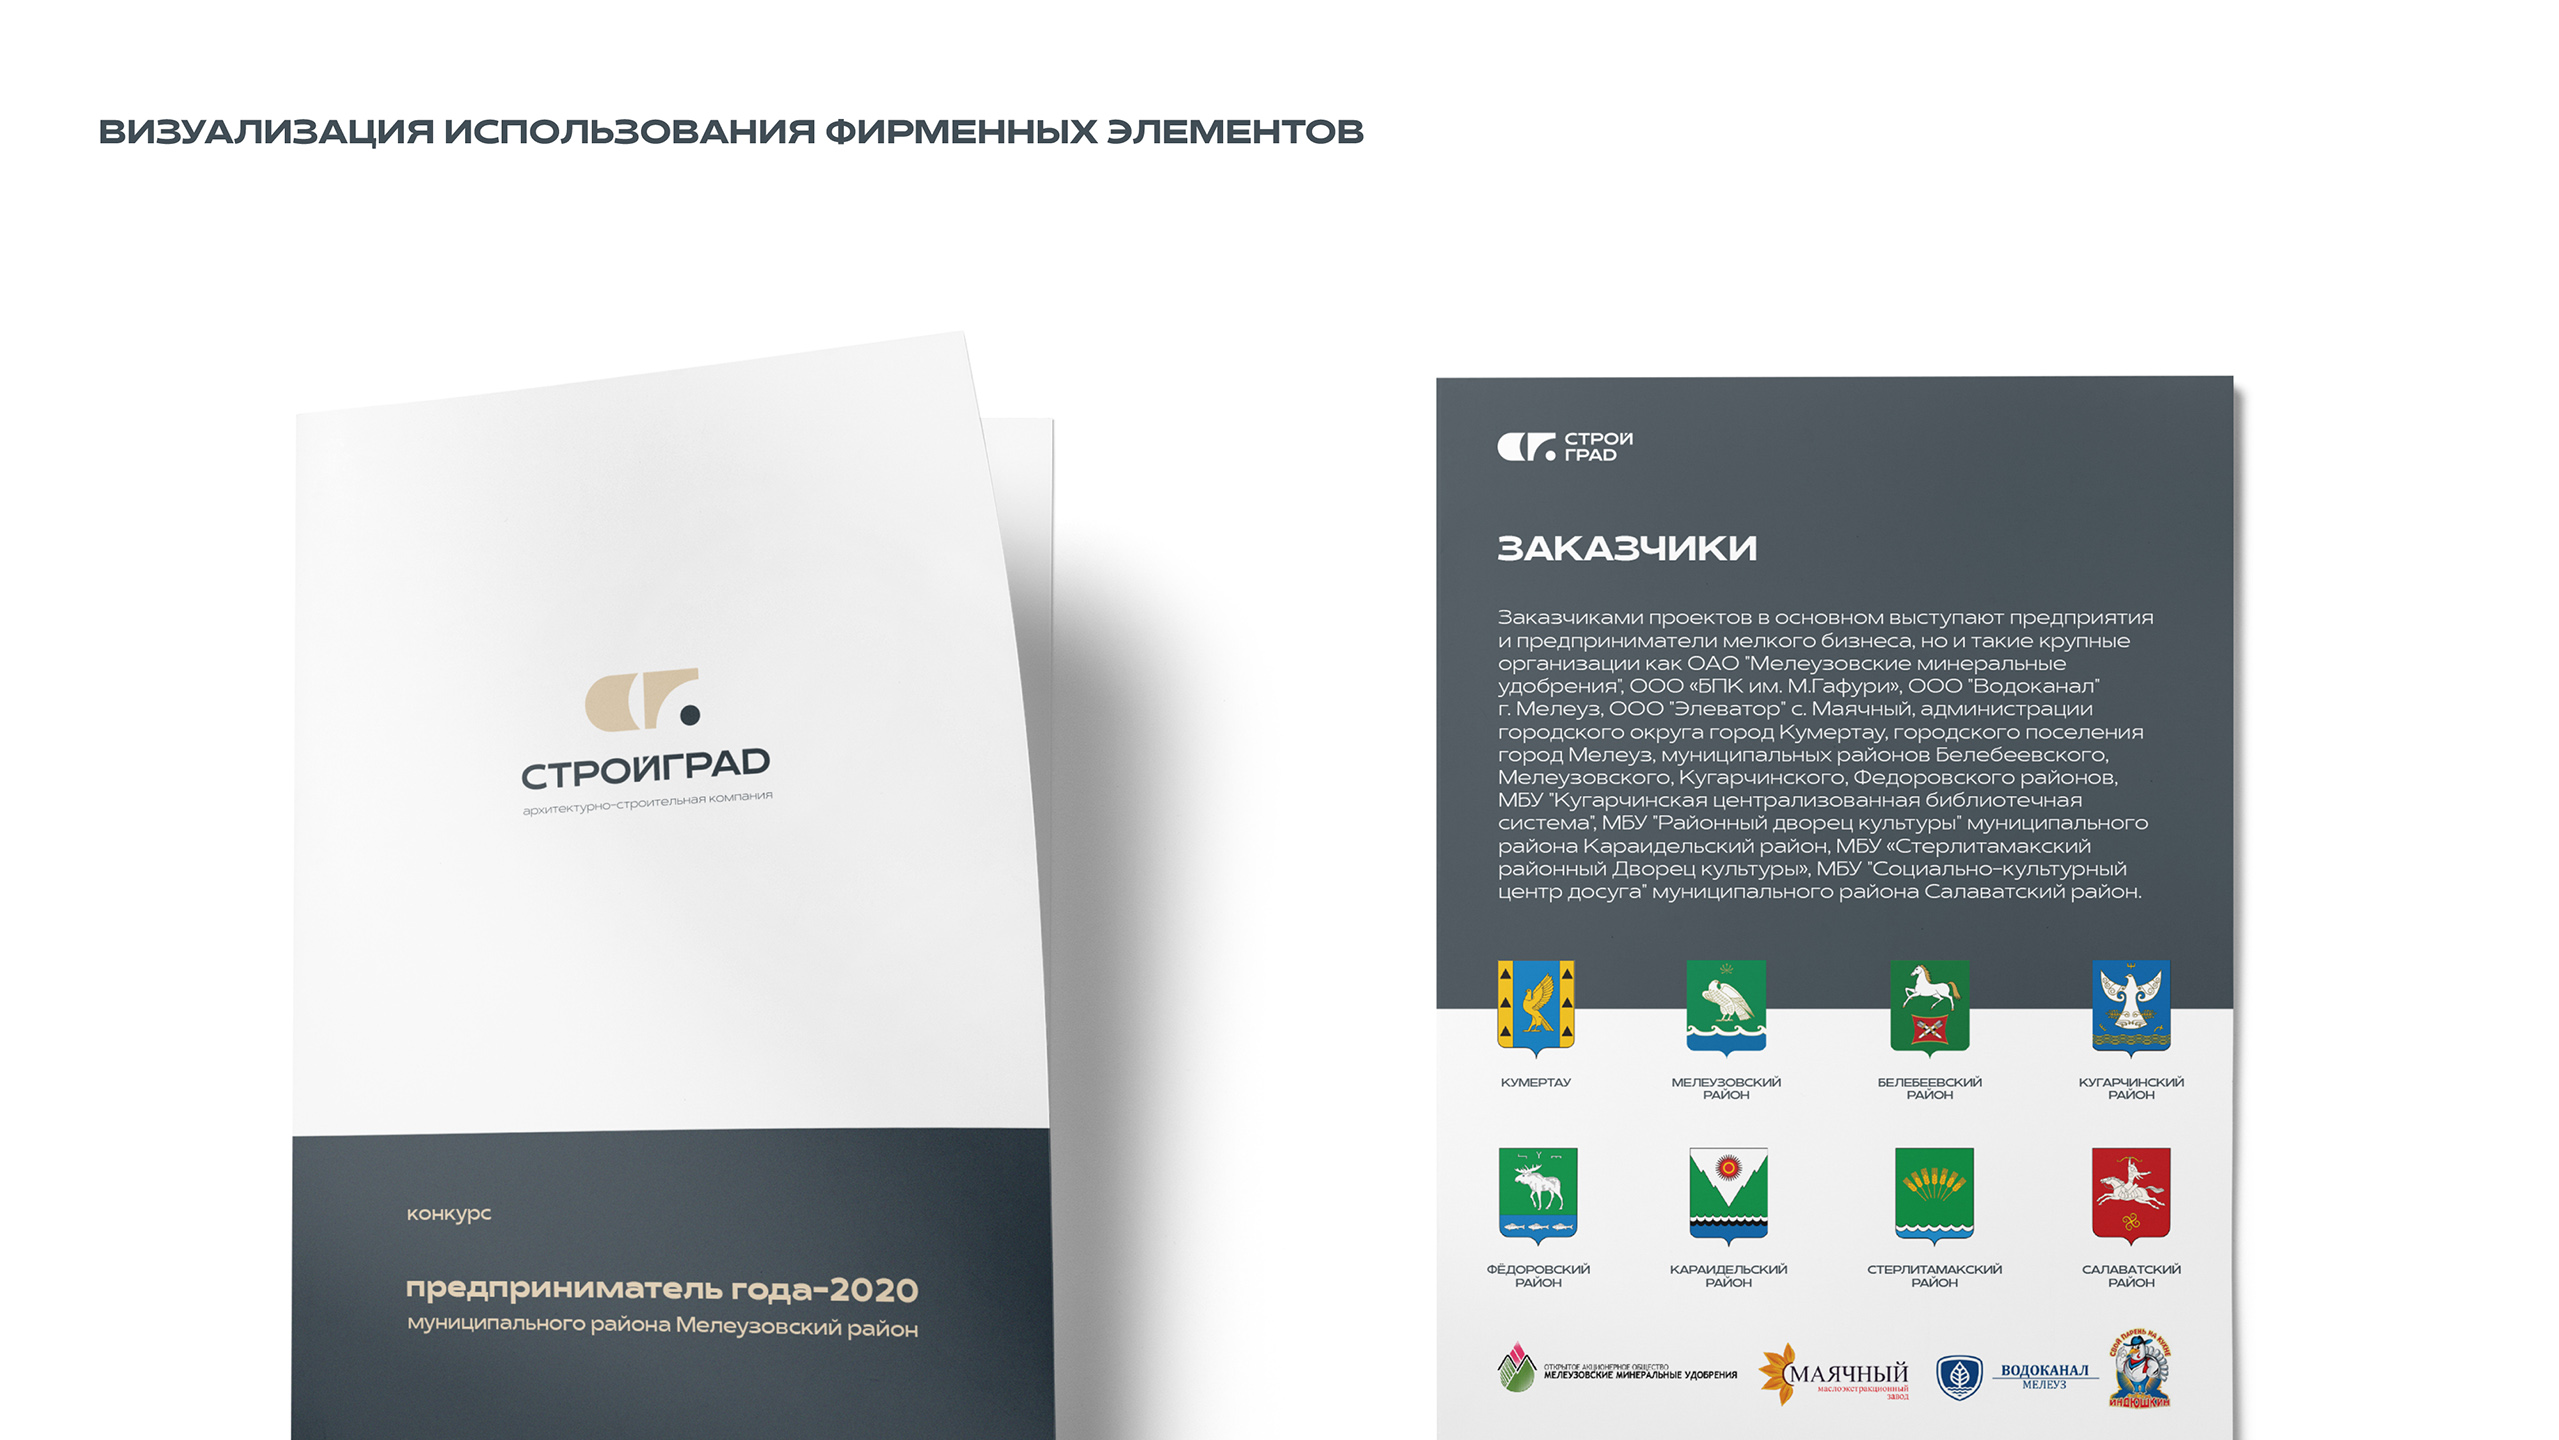 ВИЗУАЛИЗАЦИЯ ИСПОЛЬЗОВАНИЯ ФИРМЕННЫХ ЭЛЕМЕНТОВ
СТРОЙГРАD
архитектурно-строительная компания
конкурс
предприниматель года-2020
муниципального района Мелеузовский район
СТРОЙ
ГРАD
ЗАКАЗЧИКИ
Заказчиками проектов в основном выступают предприятия
и предприниматели мелкого бизнеса, но и такие крупные
организации как ОАО "Мелеузовские минеральные
удобрения", ООО «БПК им. М.Гафури», ООО "Водоканал"
г. Мелеуз, ООО "Элеватор" с. Маячный, администрации
городского округа город Кумертау, городского поселения
город Мелеуз, муниципальных районов Белебеевского,
Мелеузовского, Кугарчинского, Федоровского районов,
МБУ "Кугарчинская централизованная библиотечная
система", МБУ "Районный дворец культуры" муниципального
района Караидельский район, МБУ «Стерлитамакский
районный Дворец культуры», МБУ "Социально-культурный
центр досуга" муниципального района Салаватский район.
КУМЕРТАУ
МЕЛЕУЗОВСКИЙ
РАЙОН
БЕЛЕБЕЕВСКИЙ
РАЙОН
КУГАРЧИНСКИЙ
РАЙОН
ФЁДОРОВСКИЙ
РАЙОН
КАРАИДЕЛЬСКИЙ
РАЙОН
СТЕРЛИТАМАКСКИЙ
РАЙОН
САЛАВАТСКИЙ
РАЙОН
ОТКРЫТОЕ АКЦИОНЕРНОЕ ОБЩЕСТВО
МЕЛЕУЗОВСКИЕ МИНЕРАЛЬНЫЕ УДОБРЕНИЯ
МАЯЧНЫЙ
маслоэкстракционный
завод
ВОДОКАНАЛ
МЕЛЕУЗ
СВОЙ ПАРЕНЬ НА КУХНЕ
ИНДЮШКИН